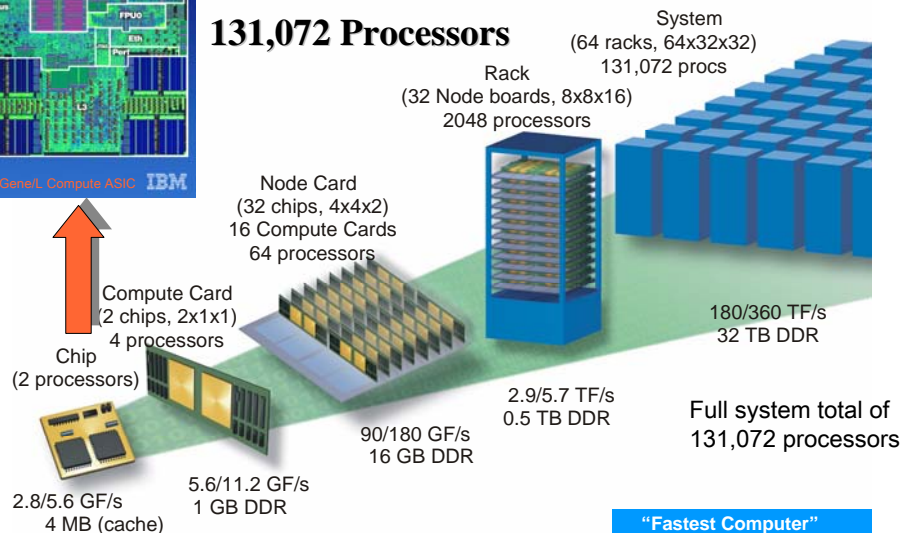 131,072 Processors
FPU0
Eth
Perf
L3
Gene/L Compute ASIC IBM
System
(64 racks, 64x32x32)
131,072 procs
Rack
(32 Node boards, 8x8x16)
2048 processors
Node Card
(32 chips, 4x4x2)
16 Compute Cards
64 processors
Compute Card
(2 chips, 2x1x1)
4 processors
Chip
(2 processors)
2.8/5.6 GF/s
4 MB (cache)
5.6/11.2 GF/s
1 GB DDR
90/180 GF/s
16 GB DDR
2.9/5.7 TF/s
0.5 TB DDR
180/360 TF/s
32 TB DDR
Full system total of
131,072 processors
“Fastest Computer”